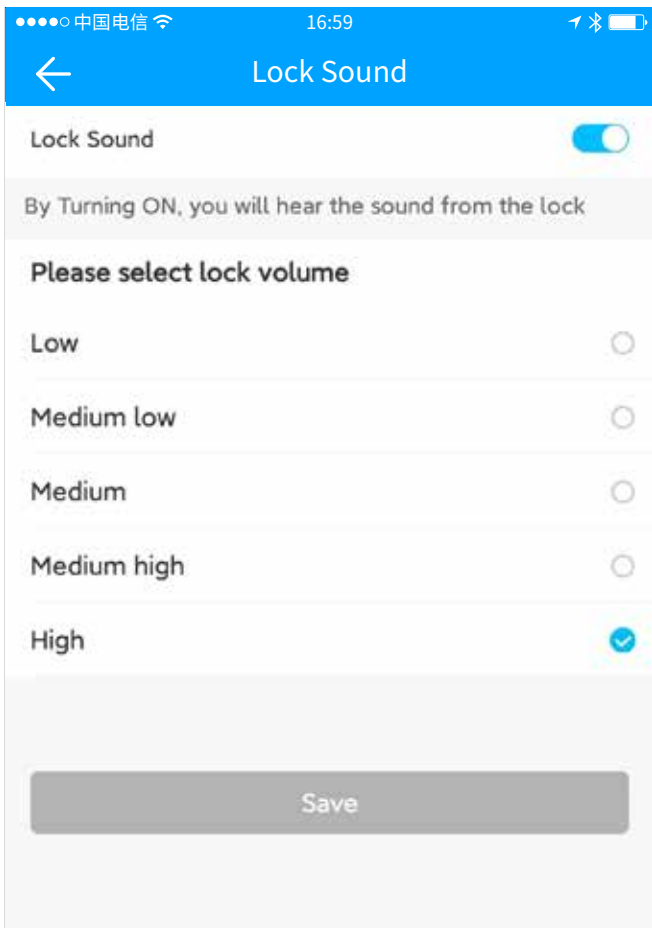 中国电信 16:59
Lock Sound
Lock Sound
By Turning ON, you will hear the sound from the lock
Please select lock volume
Low
Medium low
Medium
Medium high
High
Save